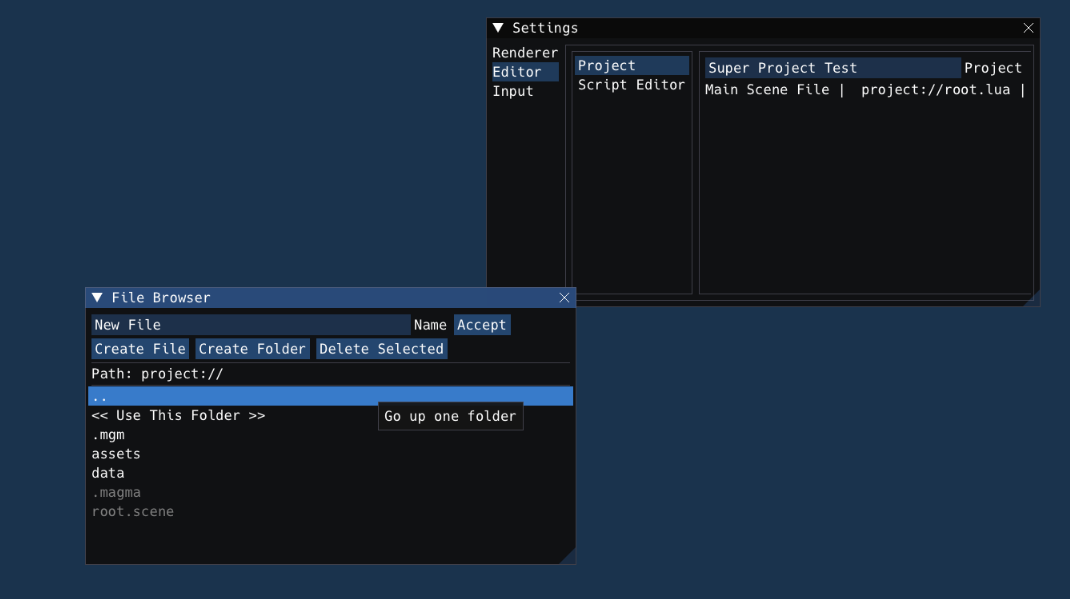 Settings
Renderer
Editor
Input
Project
Script Editor
Super Project Test Project
Main Scene File | project://root.lua |
File Browser
New File Name Accept
Create File Create Folder Delete Selected
Path: project://
..
<< Use This Folder >>
Go up one folder
.mgm
assets
data
.magma
root.scene